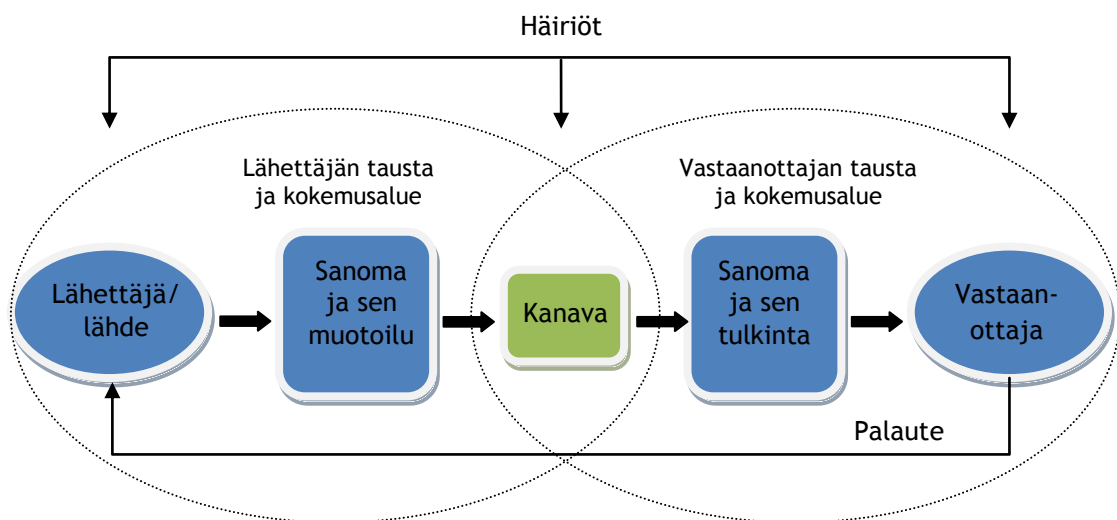 Häiriöt
Lähettäjän tausta
ja kokemusalue
Vastaanottajan tausta
ja kokemusalue
Lähettäjä/
lähde
Sanoma
ja sen
muotoilu
Kanava
Sanoma
ja sen
tulkinta
Vastaan-
ottaja
Palaute